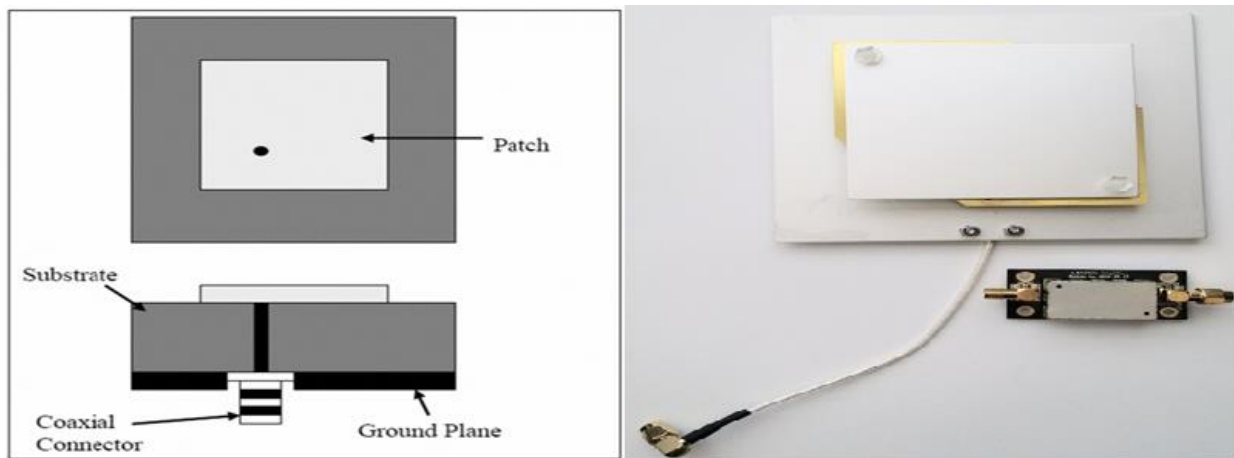 Patch
Substrate
Coaxial
Connector
Ground Plane